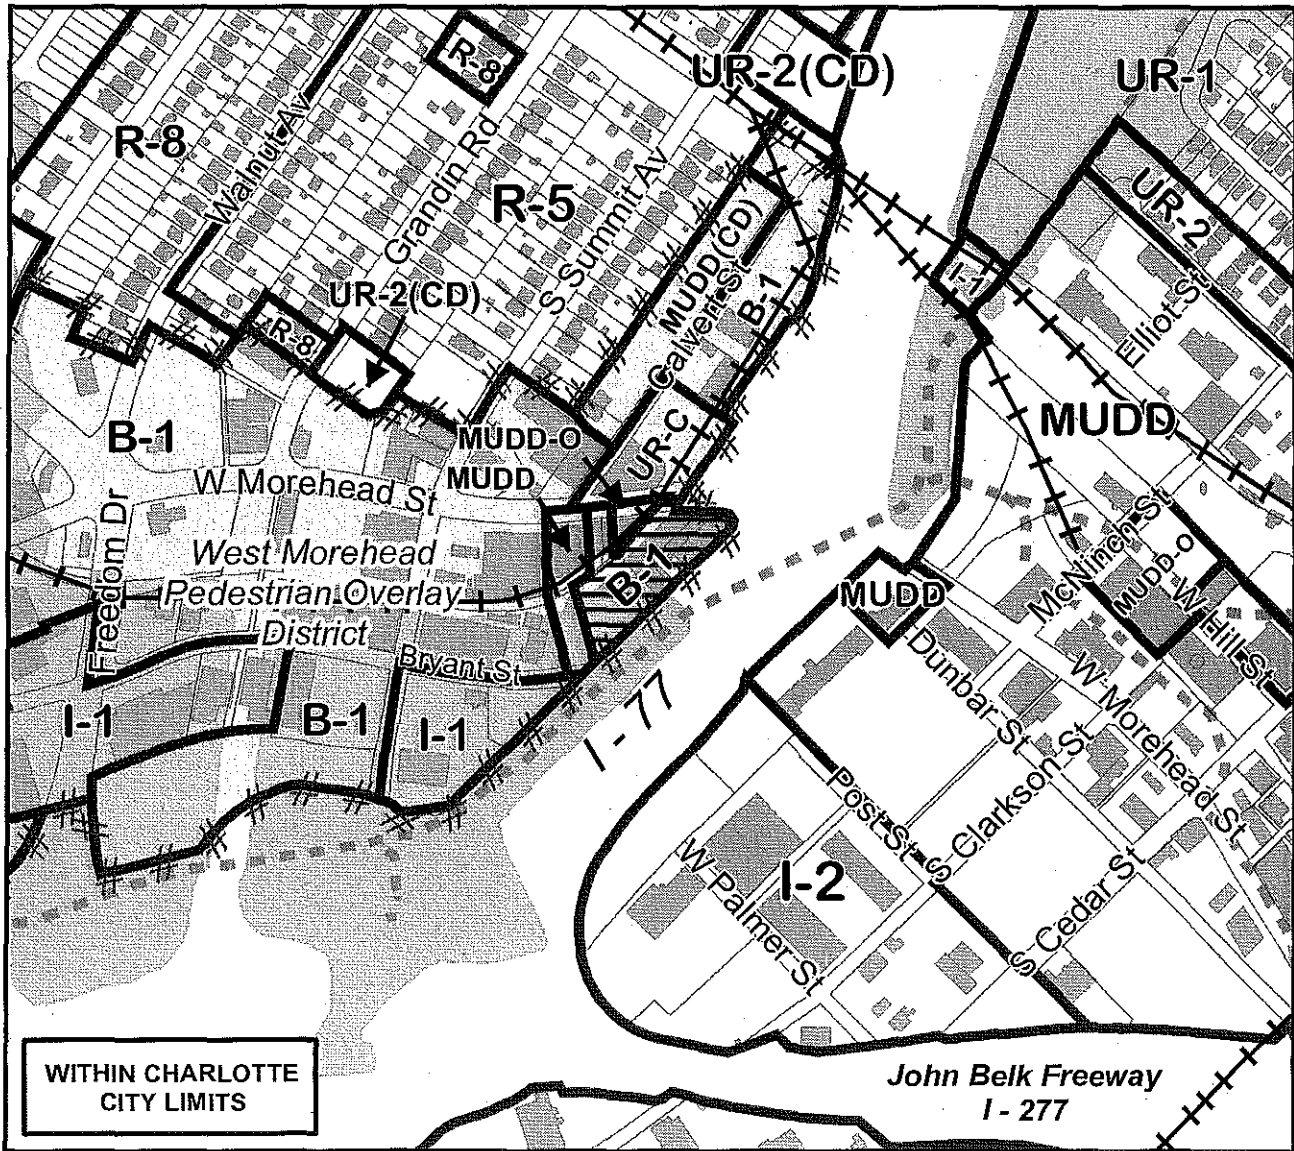 R-8
UR-2(CD)
UR-1
R-8
Walnut Av
Grandin Rd
R-5
S Summit Av
MUDD(CD)
Calvert St
B-1
UR-2
I-1
Elliot St
UR-2(CD)
R-8
MUDD
B-1
MUDD-O
MUDD
UR-C
W Morehead St
Freedom Dr
West Morehead
Pedestrian Overlay
District
B-1
Bryant St
McNinch St
MUDD-O
W Hill St
MUDD
Dunbar St
W Morehead St
I-1
B-1
I-1
I - 77
Post St
S Clarkson St
I-2
W Palmer St
S Cedar St
WITHIN CHARLOTTE
CITY LIMITS
John Belk Freeway
I - 277